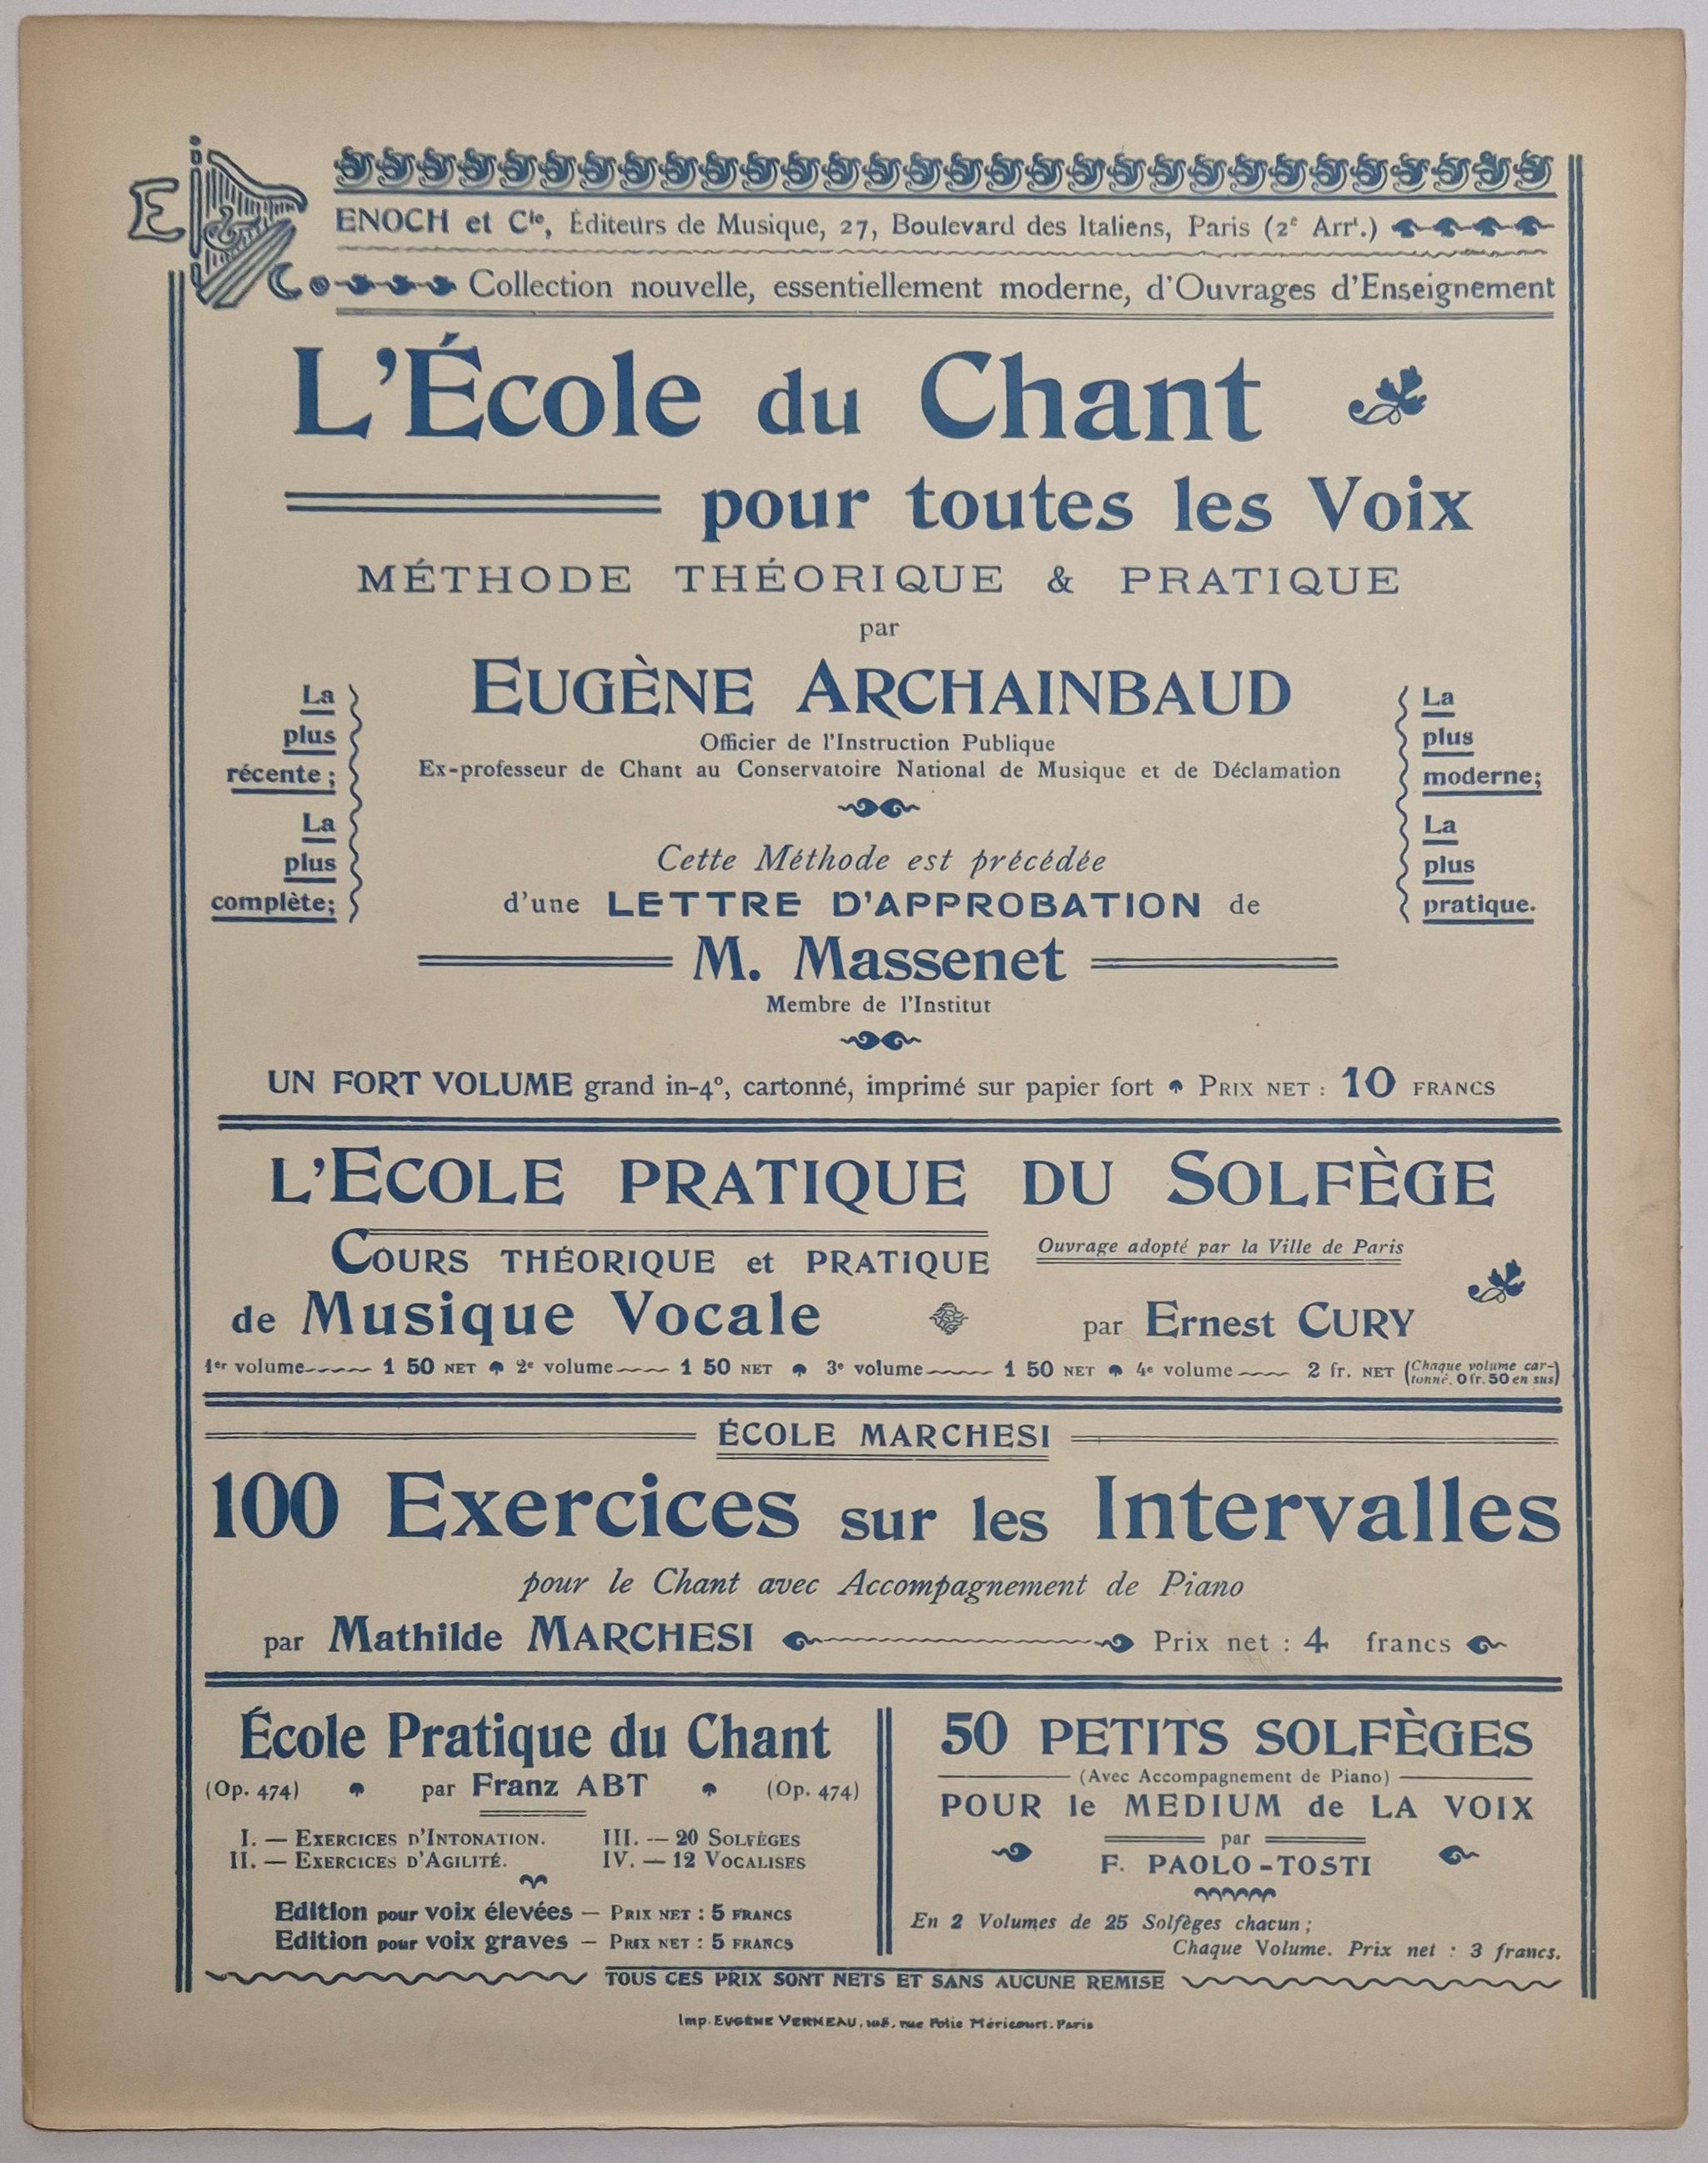 E C
ENOCH et Cie, Éditeurs de Musique, 27, Boulevard des Italiens, Paris (2e Arrt.)
Collection nouvelle, essentiellement moderne, d'Ouvrages d'Enseignement
L'École du Chant
pour toutes les Voix
MÉTHODE THÉORIQUE & PRATIQUE
par
EUGÈNE ARCHAINBAUD
Officier de l'Instruction Publique
Ex-professeur de Chant au Conservatoire National de Musique et de Déclamation
La
plus
récente;
La
plus
complète;
La
plus
moderne;
La
plus
pratique.
Cette Méthode est précédée
d'une LETTRE D'APPROBATION de
M. Massenet
Membre de l'Institut
UN FORT VOLUME grand in-4°, cartonné, imprimé sur papier fort PRIX NET : 10 FRANCS
L'ECOLE PRATIQUE DU SOLFÈGE
COURS THÉORIQUE et PRATIQUE
Ouvrage adopté par la Ville de Paris
de Musique Vocale par Ernest CURY
1er volume 1 50 NET 2e volume 1 50 NET 3e volume 1 50 NET 4e volume 2 fr. NET (Chaque volume car-
tonné, 0 fr. 50 en sus)
ÉCOLE MARCHESI
100 Exercices sur les Intervalles
pour le Chant avec Accompagnement de Piano
par Mathilde MARCHESI Prix net : 4 francs
École Pratique du Chant
(Op. 474) par Franz ABT (Op. 474)
I. — EXERCICES D'INTONATION. III. — 20 SOLFÈGES
II. — EXERCICES D'AGILITÉ. IV. — 12 VOCALISES
Edition pour voix élevées — PRIX NET : 5 FRANCS
Edition pour voix graves — PRIX NET : 5 FRANCS
50 PETITS SOLFÈGES
(Avec Accompagnement de Piano)
POUR le MEDIUM de LA VOIX
par
F. PAOLO-TOSTI
En 2 Volumes de 25 Solfèges chacun;
Chaque Volume. Prix net : 3 francs.
TOUS CES PRIX SONT NETS ET SANS AUCUNE REMISE
Imp. EUGÈNE VERNEAU, 108, rue Folie Méricourt. Paris